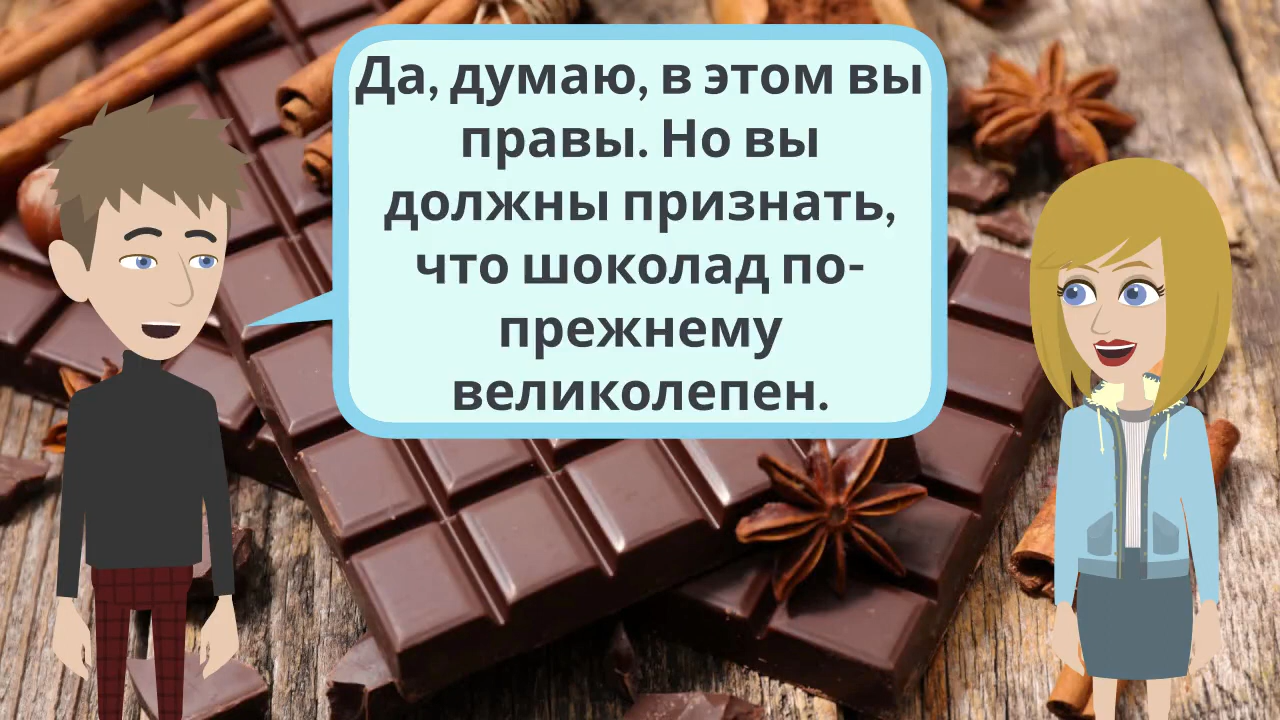 Да, думаю, в этом вы
правы. Но вы
должны признать,
что шоколад по-
прежнему
великолепен.